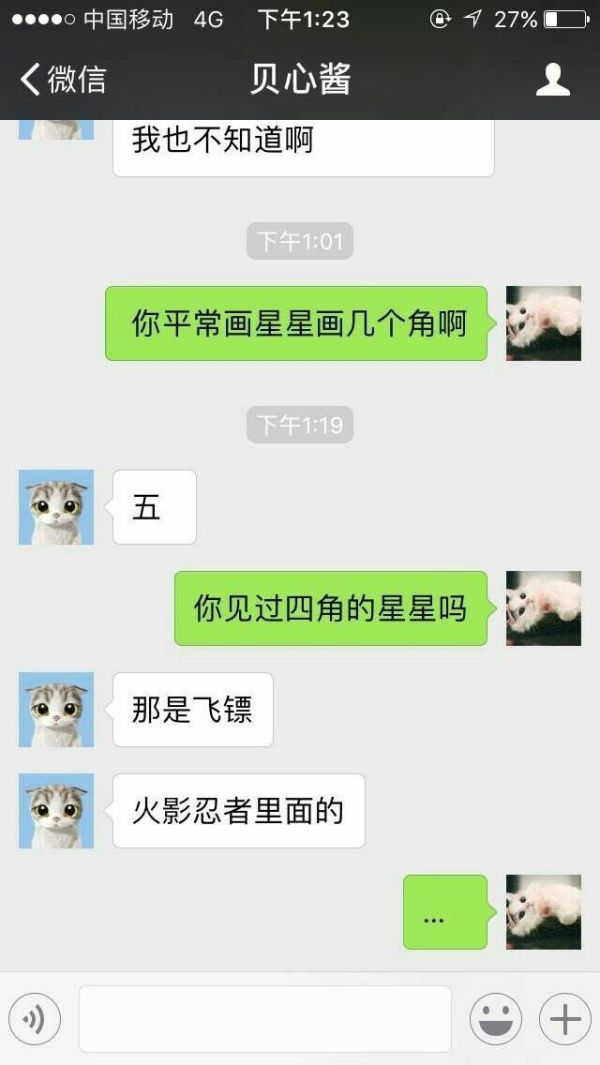 中国移动 4G 下午1:23 27%
微信 贝心酱
我也不知道啊
下午1:01
你平常画星星画几个角啊
下午1:19
五
你见过四角的星星吗
那是飞镖
火影忍者里面的
...